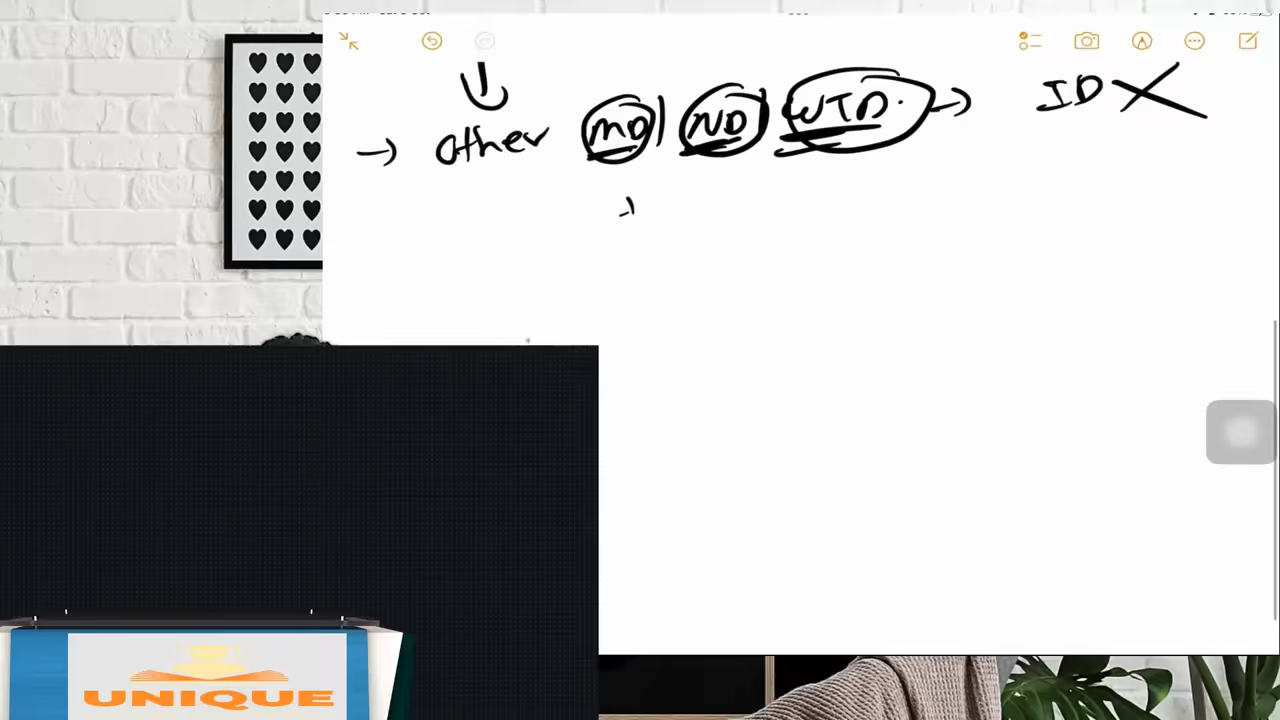 → Other MD | ND | WTD. → ID
UNIQUE